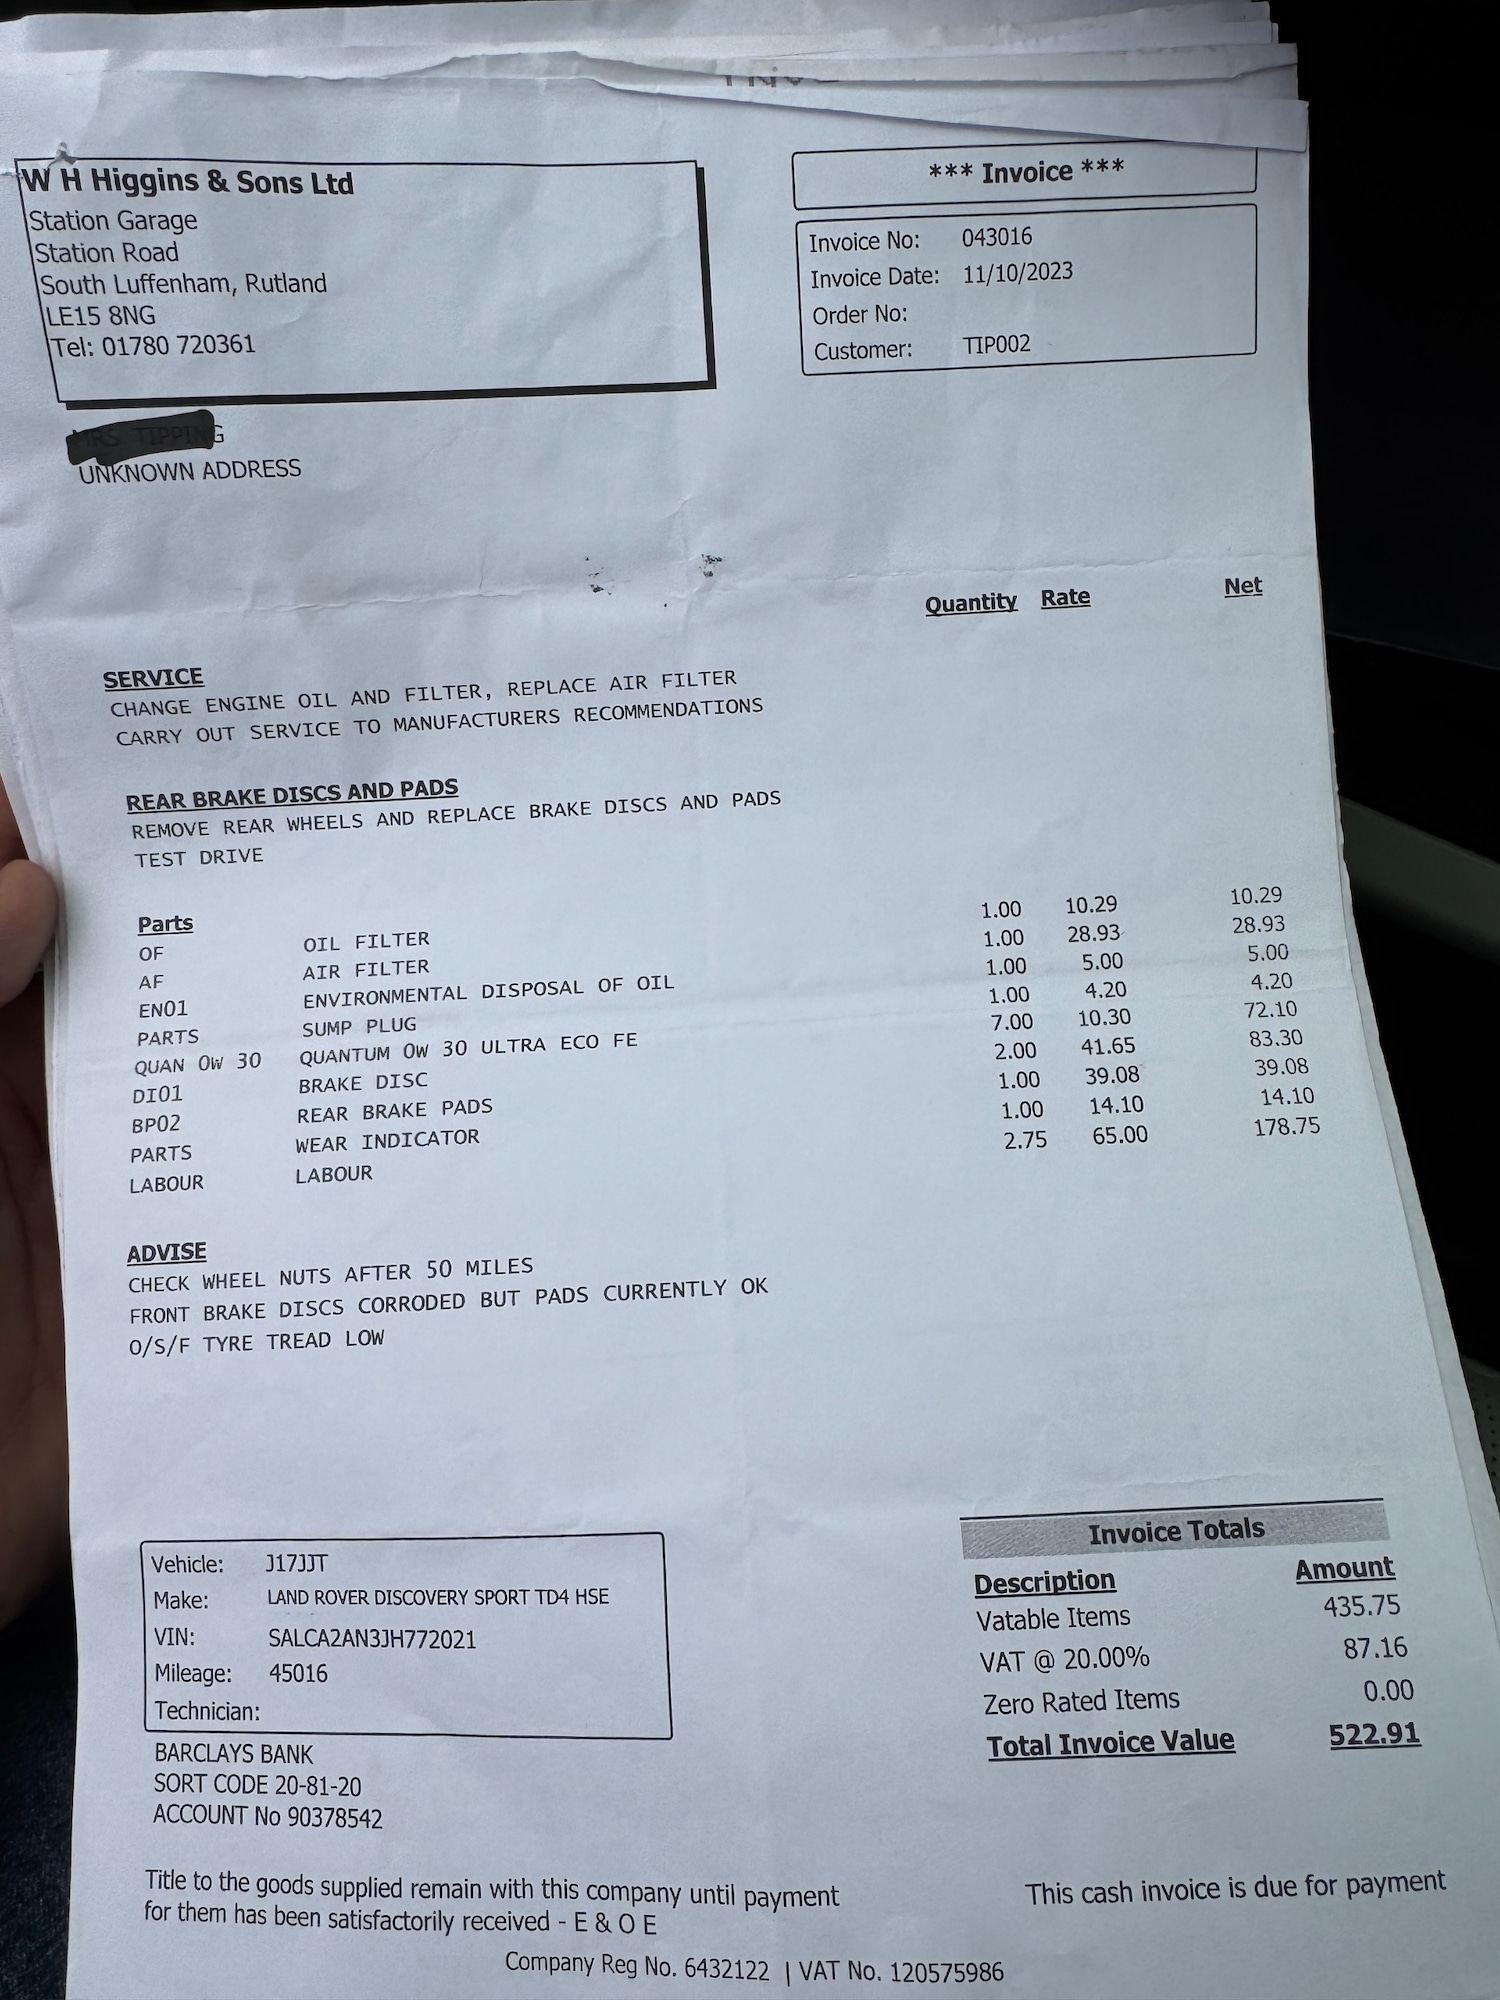 W H Higgins & Sons Ltd
Station Garage
Station Road
South Luffenham, Rutland
LE15 8NG
Tel: 01780 720361
*** Invoice ***
Invoice No: 043016
Invoice Date: 11/10/2023
Order No:
Customer: TIP002
UNKNOWN ADDRESS
Quantity Rate Net
SERVICE
CHANGE ENGINE OIL AND FILTER, REPLACE AIR FILTER
CARRY OUT SERVICE TO MANUFACTURERS RECOMMENDATIONS
REAR BRAKE DISCS AND PADS
REMOVE REAR WHEELS AND REPLACE BRAKE DISCS AND PADS
TEST DRIVE
Parts
OF OIL FILTER 1.00 10.29 10.29
AF AIR FILTER 1.00 28.93 28.93
EN01 ENVIRONMENTAL DISPOSAL OF OIL 1.00 5.00 5.00
PARTS SUMP PLUG 1.00 4.20 4.20
QUAN 0W 30 QUANTUM 0W 30 ULTRA ECO FE 7.00 10.30 72.10
DI01 BRAKE DISC 2.00 41.65 83.30
BP02 REAR BRAKE PADS 1.00 39.08 39.08
PARTS WEAR INDICATOR 1.00 14.10 14.10
LABOUR LABOUR 2.75 65.00 178.75
ADVISE
CHECK WHEEL NUTS AFTER 50 MILES
FRONT BRAKE DISCS CORRODED BUT PADS CURRENTLY OK
O/S/F TYRE TREAD LOW
Vehicle: J17JJT
Make: LAND ROVER DISCOVERY SPORT TD4 HSE
VIN: SALCA2AN3JH772021
Mileage: 45016
Technician:
BARCLAYS BANK
SORT CODE 20-81-20
ACCOUNT No 90378542
Invoice Totals
Description Amount
Vatable Items 435.75
VAT @ 20.00% 87.16
Zero Rated Items 0.00
Total Invoice Value 522.91
Title to the goods supplied remain with this company until payment
for them has been satisfactorily received - E & O E
This cash invoice is due for payment
Company Reg No. 6432122 | VAT No. 120575986